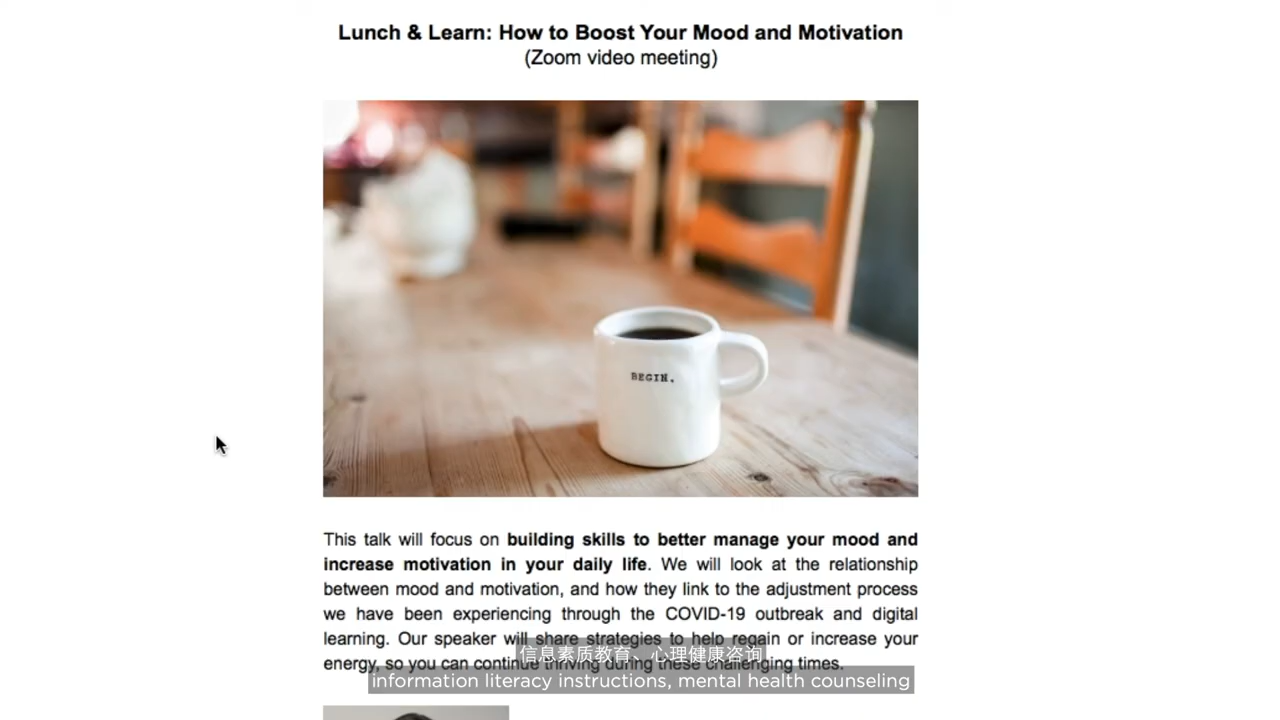 Lunch & Learn: How to Boost Your Mood and Motivation
(Zoom video meeting)
BEGIN.
This talk will focus on building skills to better manage your mood and
increase motivation in your daily life. We will look at the relationship
between mood and motivation, and how they link to the adjustment process
we have been experiencing through the COVID-19 outbreak and digital
learning. Our speaker will share strategies to help regain or increase your
energy, so you can continue thriving during these challenging times.
信息素质教育、心理健康咨询
information literacy instructions, mental health counseling